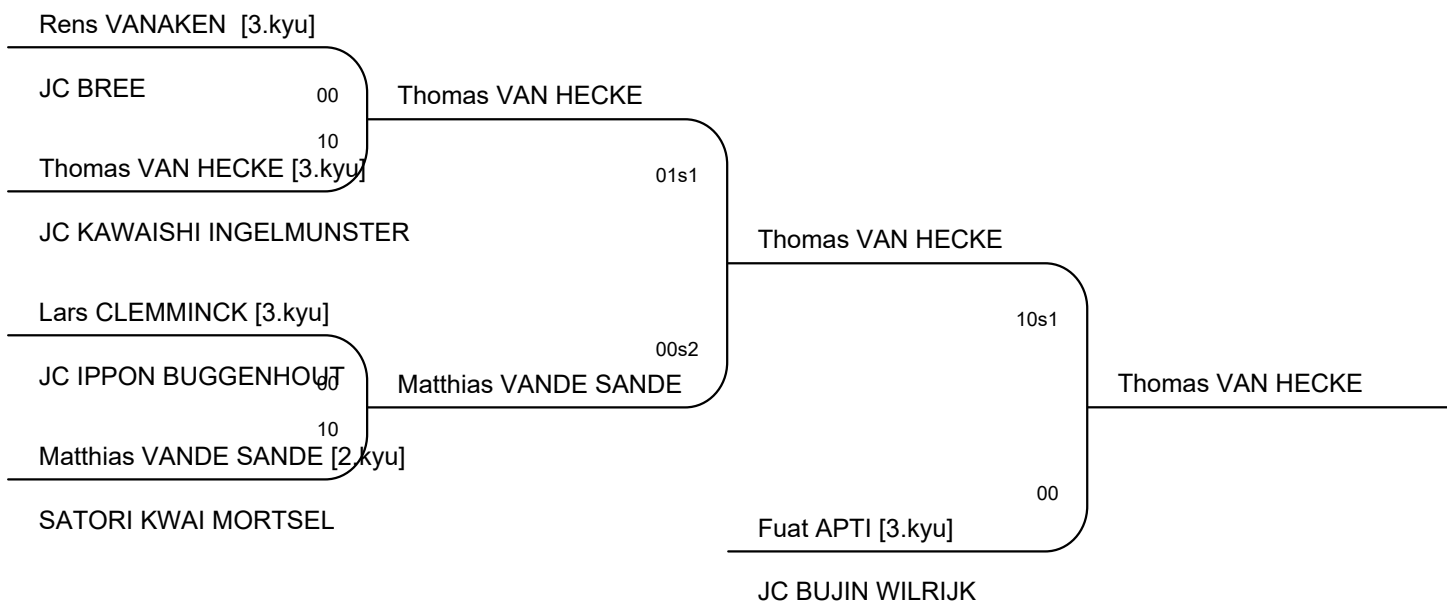 Rens VANAKEN  [3.kyu]
JC BREE
00
10
Thomas VAN HECKE [3.kyu]
JC KAWAISHI INGELMUNSTER
Lars CLEMMINCK [3.kyu]
JC IPPON BUGGENHOUT
00
10
Matthias VANDE SANDE [2.kyu]
SATORI KWAI MORTSEL
Thomas VAN HECKE
01s1
00s2
Matthias VANDE SANDE
Thomas VAN HECKE
10s1
00
Fuat APTI [3.kyu]
JC BUJIN WILRIJK
Thomas VAN HECKE